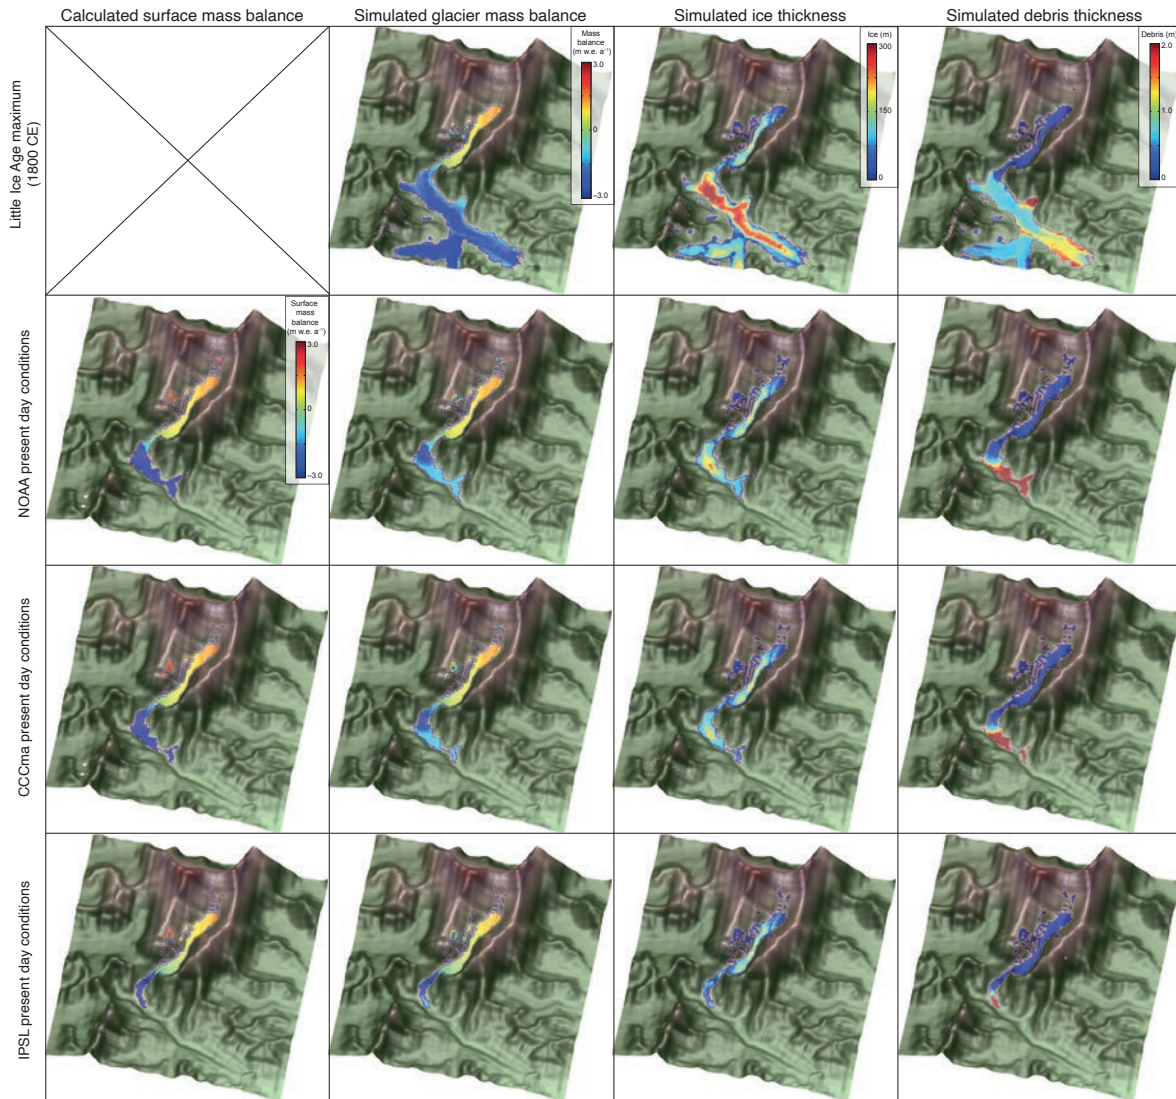 Calculated surface mass balance
Simulated glacier mass balance
Simulated ice thickness
Simulated debris thickness
Little Ice Age maximum
(1800 CE)
Mass
balance
(m w.e. a⁻¹)
3.0
0
−3.0
Ice (m)
300
150
0
Debris (m)
2.0
1.0
0
NOAA present day conditions
Surface
mass
balance
(m w.e. a⁻¹)
3.0
0
−3.0
CCCma present day conditions
IPSL present day conditions